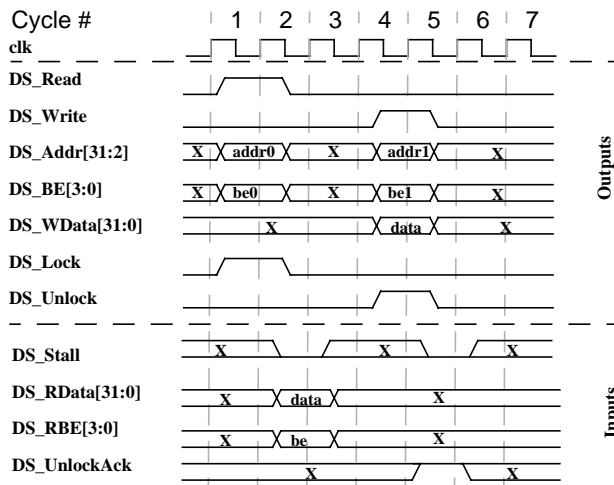 Cycle # 1 2 3 4 5 6 7
clk
DS_Read
DS_Write
DS_Addr[31:2] X addr0 X addr1 X
DS_BE[3:0] X be0 X be1 X
DS_WData[31:0] X data X
DS_Lock
DS_Unlock
Outputs
DS_Stall X X X
DS_RData[31:0] X data X
DS_RBE[3:0] X be X
DS_UnlockAck X X
Inputs